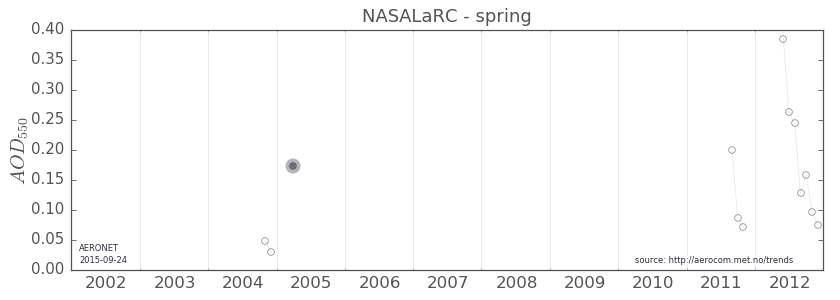 NASALaRC - spring
0.40
0.35
0.30
0.25
0.20
0.15
0.10
0.05
0.00
AOD550
AERONET
2015-09-24
source: http://aerocom.met.no/trends
2002 2003 2004 2005 2006 2007 2008 2009 2010 2011 2012